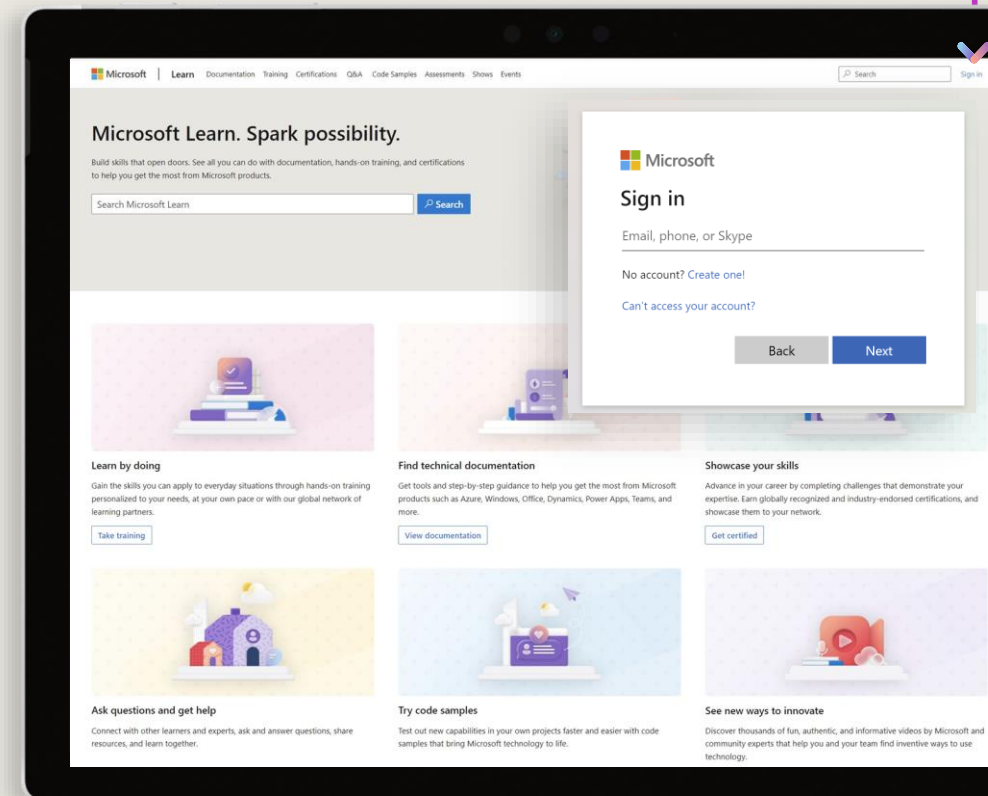 Microsoft | Learn Documentation Training Certifications Q&A Code Samples Assessments Shows Events Search Sign in
Microsoft Learn. Spark possibility.
Build skills that open doors. See all you can do with documentation, hands-on training, and certifications
to help you get the most from Microsoft products.
Search Microsoft Learn
Search
Microsoft
Sign in
Email, phone, or Skype
No account? Create one!
Can't access your account?
Back
Next
Learn by doing
Gain the skills you can apply to everyday situations through hands-on training
personalized to your needs, at your own pace or with our global network of
learning partners.
Take training
Find technical documentation
Get tools and step-by-step guidance to help you get the most from Microsoft
products such as Azure, Windows, Office, Dynamics, Power Apps, Teams, and
more.
View documentation
Showcase your skills
Advance in your career by completing challenges that demonstrate your
expertise. Earn globally recognized and industry-endorsed certifications, and
showcase them to your network.
Get certified
Ask questions and get help
Connect with other learners and experts, ask and answer questions, share
resources, and learn together.
Try code samples
Test out new capabilities in your own projects faster and easier with code
samples that bring Microsoft technology to life.
See new ways to innovate
Discover thousands of fun, authentic, and informative videos by Microsoft and
community experts that help you and your team find inventive ways to use
technology.